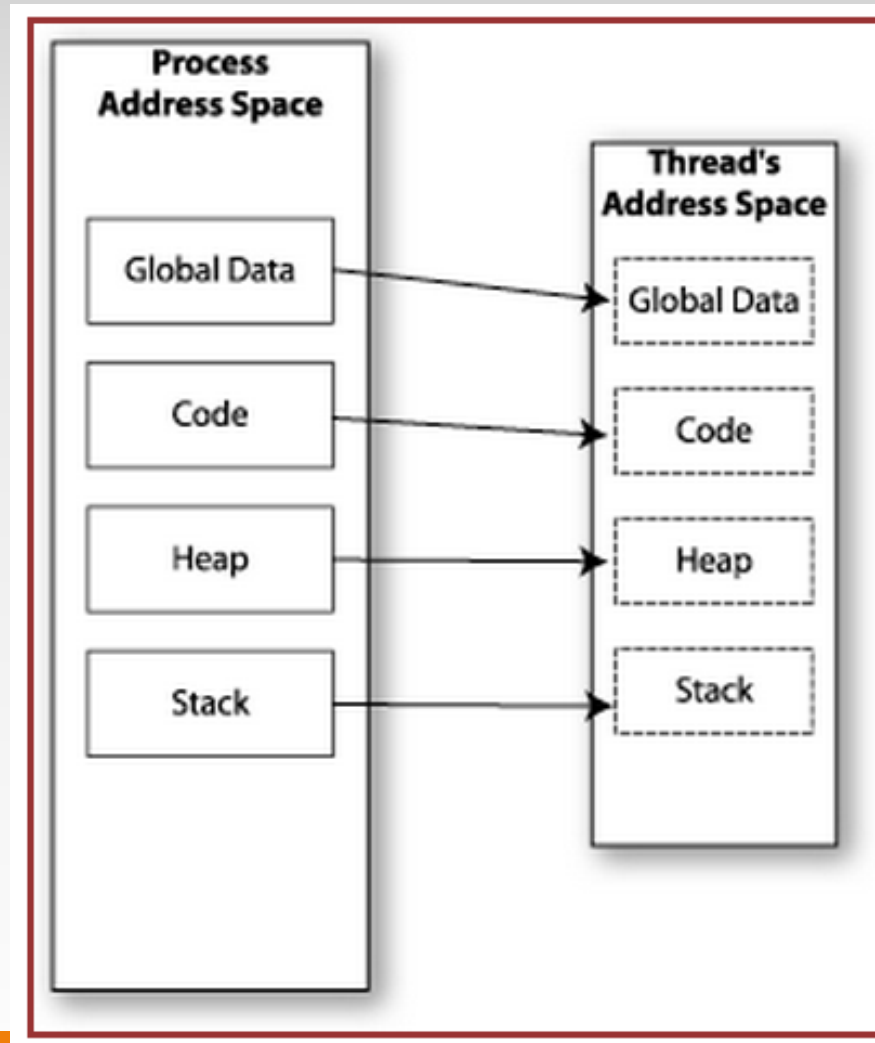 Process
Address Space
Global Data
Code
Heap
Stack
Thread's
Address Space
Global Data
Code
Heap
Stack